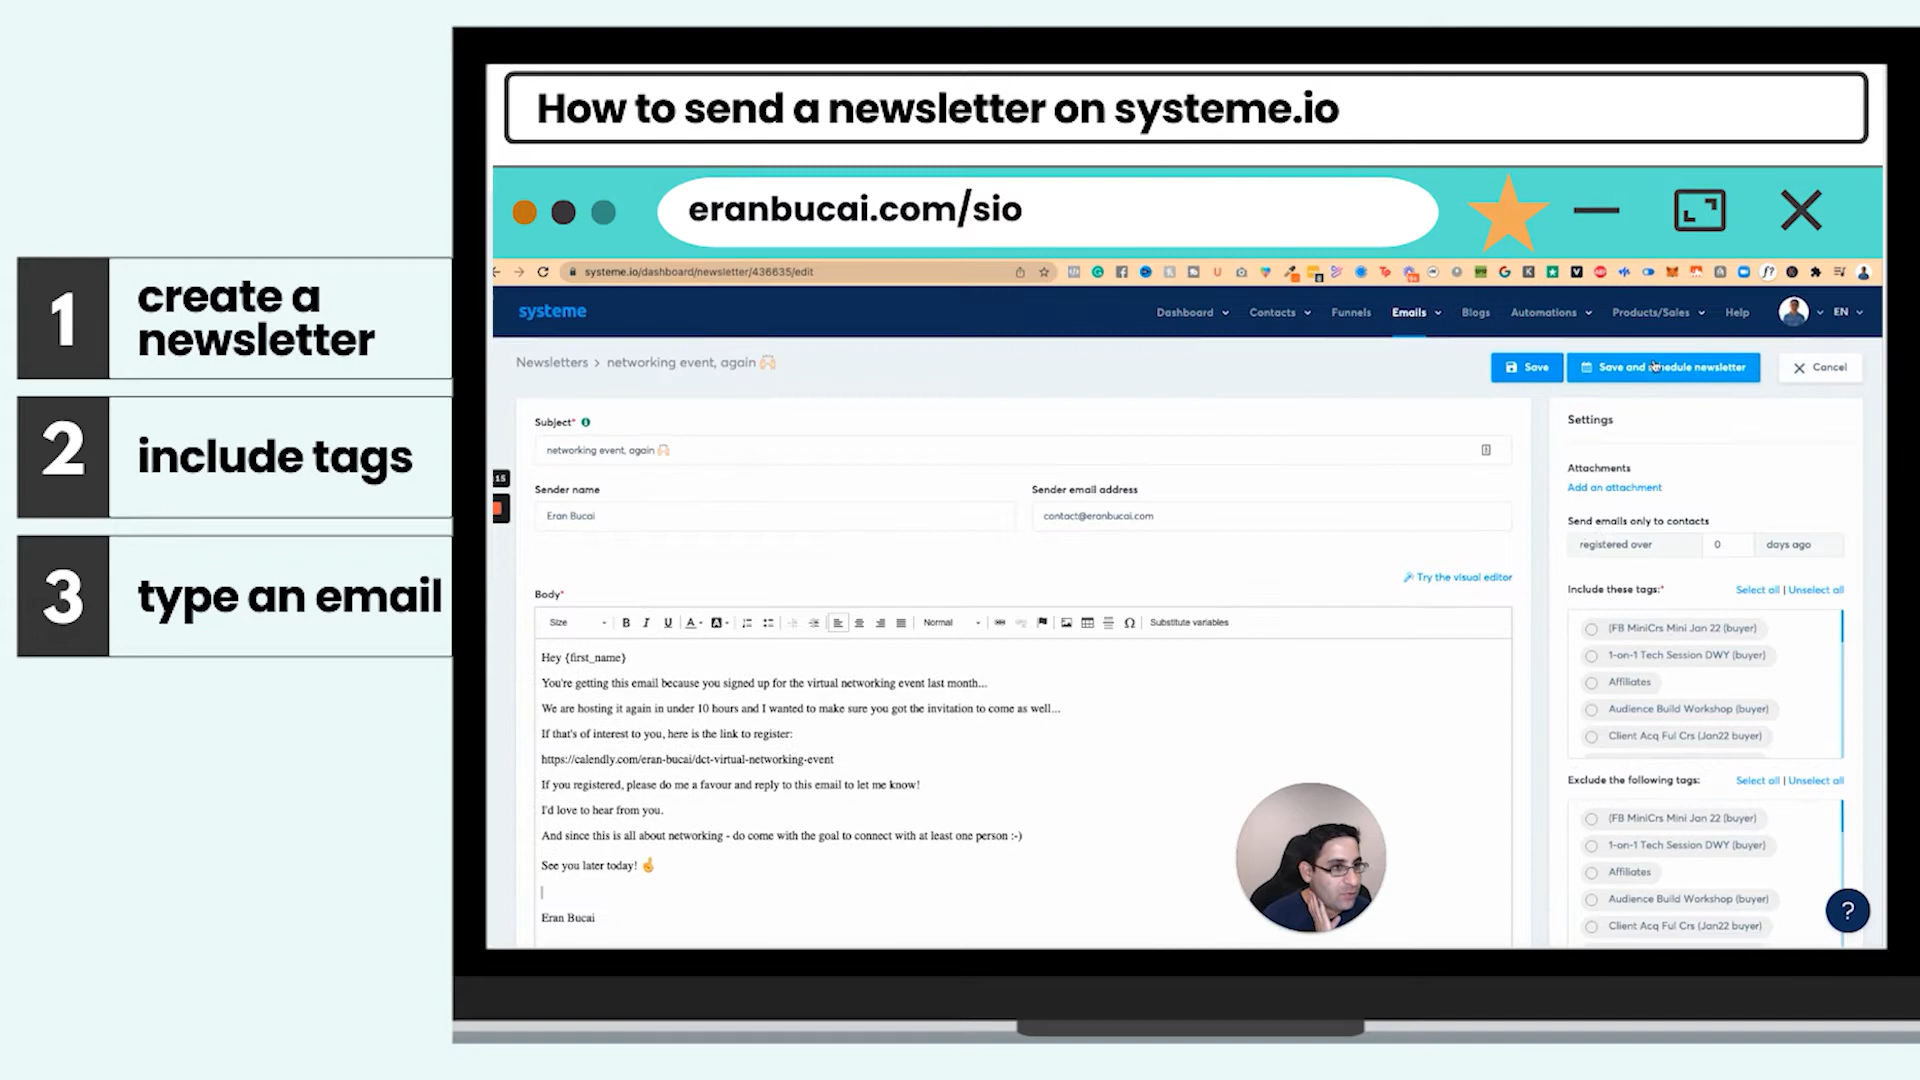 How to send a newsletter on systeme.io
eranbucai.com/sio
systeme.io/dashboard/newsletter/436635/edit
systeme
Dashboard
Contacts
Funnels
Emails
Blogs
Automations
Products/Sales
Help
EN
Newsletters > networking event, again 🙌🏻
Save
Save and schedule newsletter
Cancel
1
create a
newsletter
2
include tags
3
type an email
Subject*
networking event, again 🙌🏻
:15
Sender name
Sender email address
Eran Bucai
contact@eranbucai.com
Try the visual editor
Body*
Size
B
I
U
A
A
Normal
Ω
Substitute variables
Hey {first_name}
You're getting this email because you signed up for the virtual networking event last month...
We are hosting it again in under 10 hours and I wanted to make sure you got the invitation to come as well...
If that's of interest to you, here is the link to register:
https://calendly.com/eran-bucai/dct-virtual-networking-event
If you registered, please do me a favour and reply to this email to let me know!
I'd love to hear from you.
And since this is all about networking - do come with the goal to connect with at least one person :-)
See you later today! 🤞
Eran Bucai
Settings
Attachments
Add an attachment
Send emails only to contacts
registered over 0 days ago
Include these tags:* Select all | Unselect all
(FB MiniCrs Mini Jan 22 (buyer)
1-on-1 Tech Session DWY (buyer)
Affiliates
Audience Build Workshop (buyer)
Client Acq Ful Crs (Jan22 buyer)
Exclude the following tags: Select all | Unselect all
(FB MiniCrs Mini Jan 22 (buyer)
1-on-1 Tech Session DWY (buyer)
Affiliates
Audience Build Workshop (buyer)
Client Acq Ful Crs (Jan22 buyer)
?